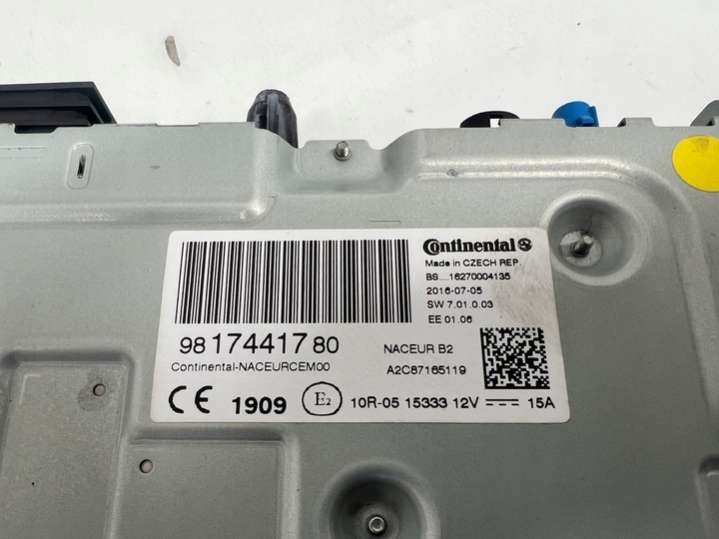 Continental
Made in CZECH REP.
BS....16270004135
2016-07-05
SW 7.01.0.03
EE 01.06
98 174417 80
NACEUR B2
Continental-NACEURCEM00
A2C87165119
CE 1909 E2 10R-05 15333 12V 15A